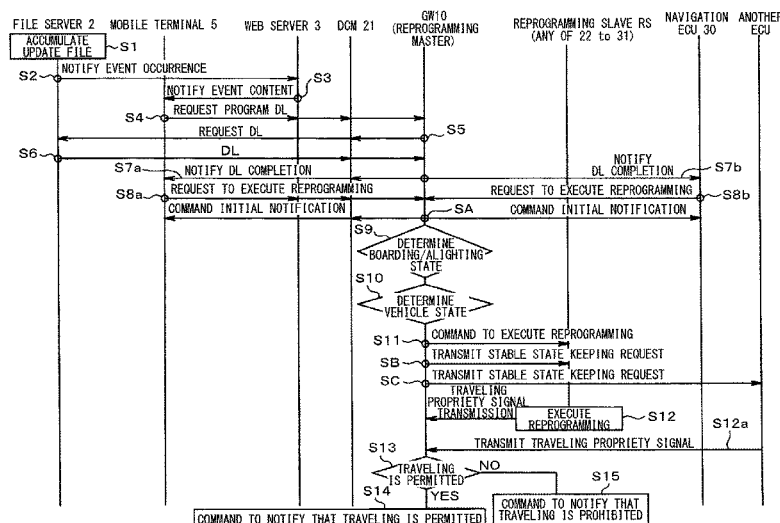 FILE SERVER 2
MOBILE TERMINAL 5
WEB SERVER 3
DCM 21
GW10
(REPROGRAMMING
MASTER)
REPROGRAMMING SLAVE RS
(ANY OF 22 to 31)
NAVIGATION
ECU 30
ANOTHER
ECU
ACCUMULATE
UPDATE FILE
S1
S2
NOTIFY EVENT OCCURRENCE
NOTIFY EVENT CONTENT
S3
S4
REQUEST PROGRAM DL
REQUEST DL
S5
S6
DL
S7a
NOTIFY DL COMPLETION
NOTIFY
DL COMPLETION
S7b
S8a
REQUEST TO EXECUTE REPROGRAMMING
REQUEST TO EXECUTE REPROGRAMMING
S8b
COMMAND INITIAL NOTIFICATION
SA
COMMAND INITIAL NOTIFICATION
S9
DETERMINE
BOARDING/ALIGHTING
STATE
S10
DETERMINE
VEHICLE STATE
S11
COMMAND TO EXECUTE REPROGRAMMING
SB
TRANSMIT STABLE STATE KEEPING REQUEST
SC
TRANSMIT STABLE STATE KEEPING REQUEST
TRAVELING
PROPRIETY SIGNAL
TRANSMISSION
EXECUTE
REPROGRAMMING
S12
S12a
TRANSMIT TRAVELING PROPRIETY SIGNAL
S13
TRAVELING
IS PERMITTED
NO
YES
S14
S15
COMMAND TO NOTIFY THAT TRAVELING IS PERMITTED
COMMAND TO NOTIFY THAT
TRAVELING IS PROHIBITED